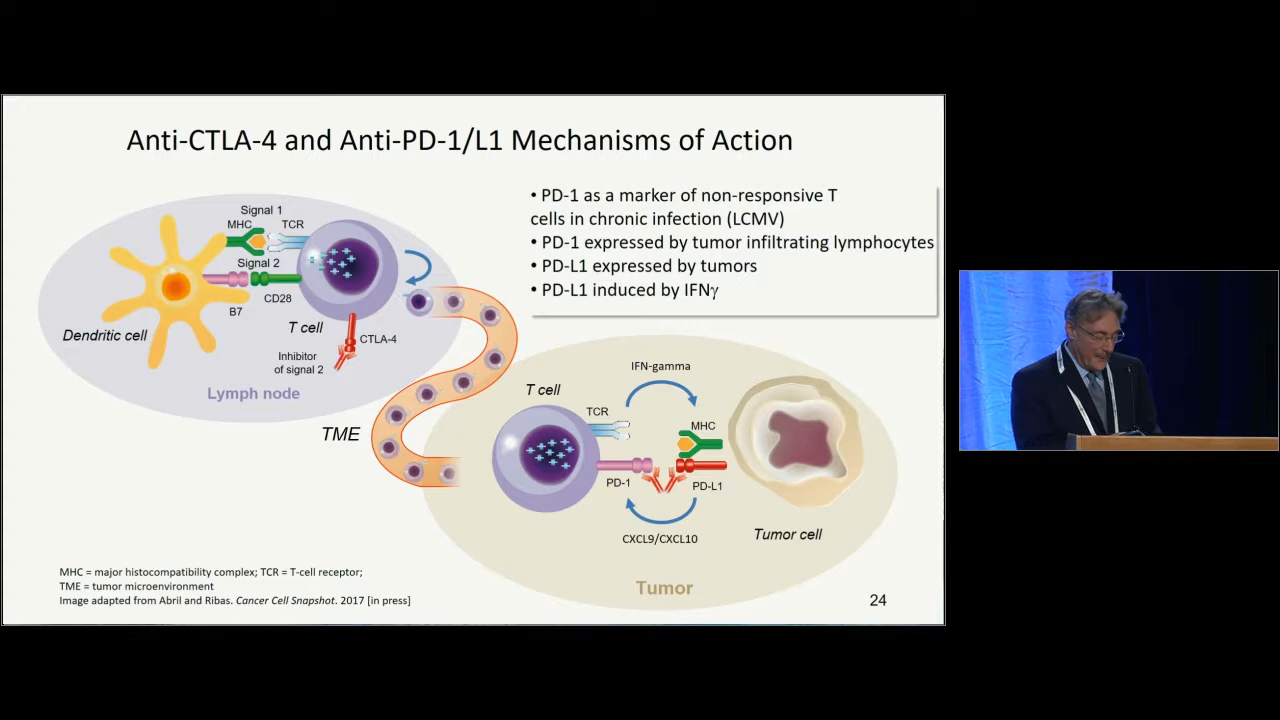 Anti-CTLA-4 and Anti-PD-1/L1 Mechanisms of Action
• PD-1 as a marker of non-responsive T
cells in chronic infection (LCMV)
• PD-1 expressed by tumor infiltrating lymphocytes
• PD-L1 expressed by tumors
• PD-L1 induced by IFNγ
Signal 1
MHC
TCR
Signal 2
CD28
B7
Dendritic cell
T cell
CTLA-4
Inhibitor
of signal 2
Lymph node
TME
T cell
IFN-gamma
TCR
MHC
PD-1
PD-L1
CXCL9/CXCL10
Tumor cell
Tumor
MHC = major histocompatibility complex; TCR = T-cell receptor;
TME = tumor microenvironment
Image adapted from Abril and Ribas. Cancer Cell Snapshot. 2017 [in press]
24